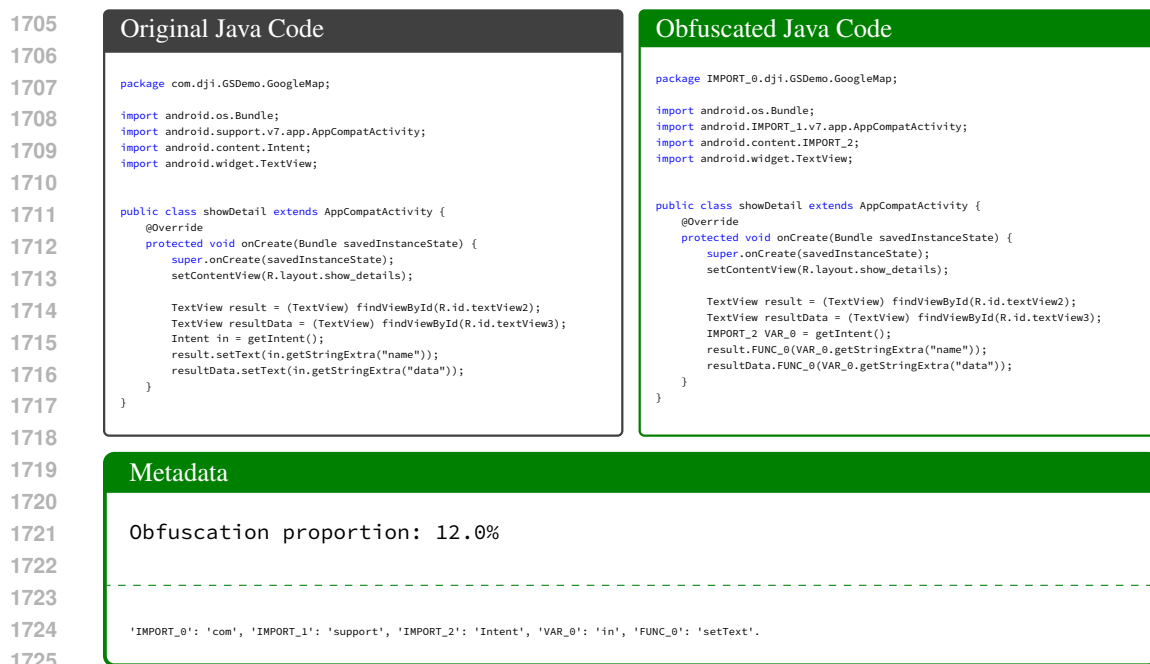 1705
1706
1707
1708
1709
1710
1711
1712
1713
1714
1715
1716
1717
1718
1719
1720
1721
1722
1723
1724
1725
Original Java Code
package com.dji.GSDemo.GoogleMap;
import android.os.Bundle;
import android.support.v7.app.AppCompatActivity;
import android.content.Intent;
import android.widget.TextView;
public class showDetail extends AppCompatActivity {
@Override
protected void onCreate(Bundle savedInstanceState) {
super.onCreate(savedInstanceState);
setContentView(R.layout.show_details);
TextView result = (TextView) findViewById(R.id.textView2);
TextView resultData = (TextView) findViewById(R.id.textView3);
Intent in = getIntent();
result.setText(in.getStringExtra("name"));
resultData.setText(in.getStringExtra("data"));
}
}
Obfuscated Java Code
package IMPORT_0.dji.GSDemo.GoogleMap;
import android.os.Bundle;
import android.IMPORT_1.v7.app.AppCompatActivity;
import android.content.IMPORT_2;
import android.widget.TextView;
public class showDetail extends AppCompatActivity {
@Override
protected void onCreate(Bundle savedInstanceState) {
super.onCreate(savedInstanceState);
setContentView(R.layout.show_details);
TextView result = (TextView) findViewById(R.id.textView2);
TextView resultData = (TextView) findViewById(R.id.textView3);
IMPORT_2 VAR_0 = getIntent();
result.FUNC_0(VAR_0.getStringExtra("name"));
resultData.FUNC_0(VAR_0.getStringExtra("data"));
}
}
Metadata
Obfuscation proportion: 12.0%
'IMPORT_0': 'com', 'IMPORT_1': 'support', 'IMPORT_2': 'Intent', 'VAR_0': 'in', 'FUNC_0': 'setText'.